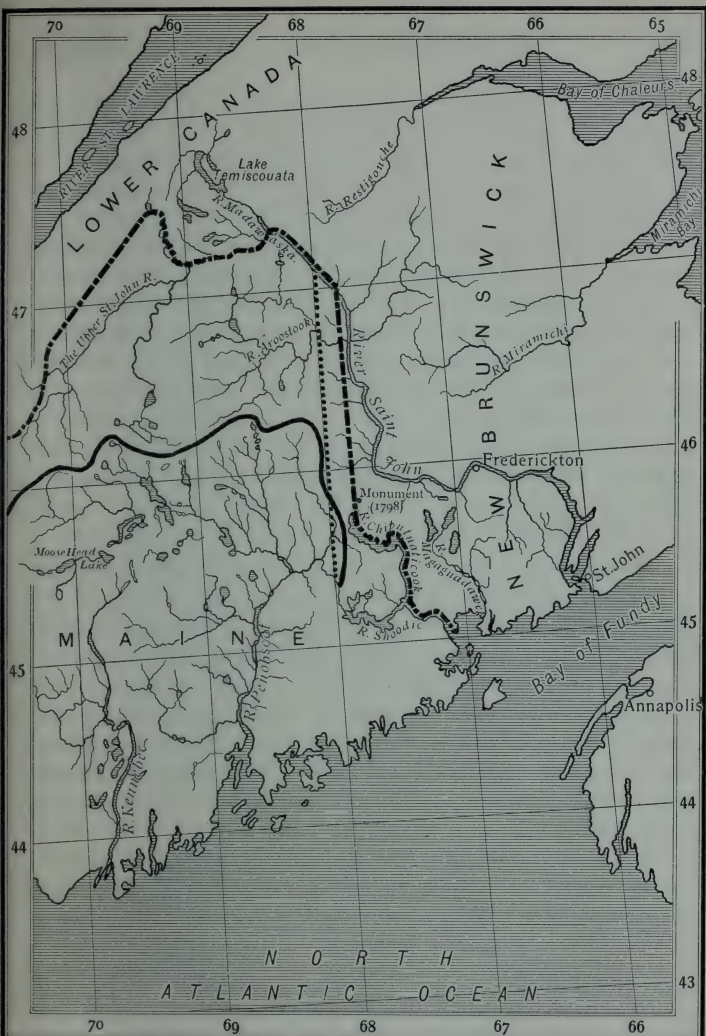 70 69 68 67 66 65
RIVER ST. LAWRENCE
LOWER CANADA
Bay of Chaleurs
48
48
Lake
Temiscouata
R. Restigouche
R. Madawaska
Miramichi
Bay
The Upper St. John R.
47
47
R. Aroostook
River Saint John
R. Miramichi
NEW BRUNSWICK
46
46
Frederickton
Monument
(1798)
R. Chiputnaticook
R. Magaguadawick
Moose Head
Lake
St. John
MAINE
R. Shoodic
45
45
Bay of Fundy
R. Penobscot
Annapolis
R. Kennebec
44
44
NORTH
ATLANTIC OCEAN
43
70 69 68 67 66